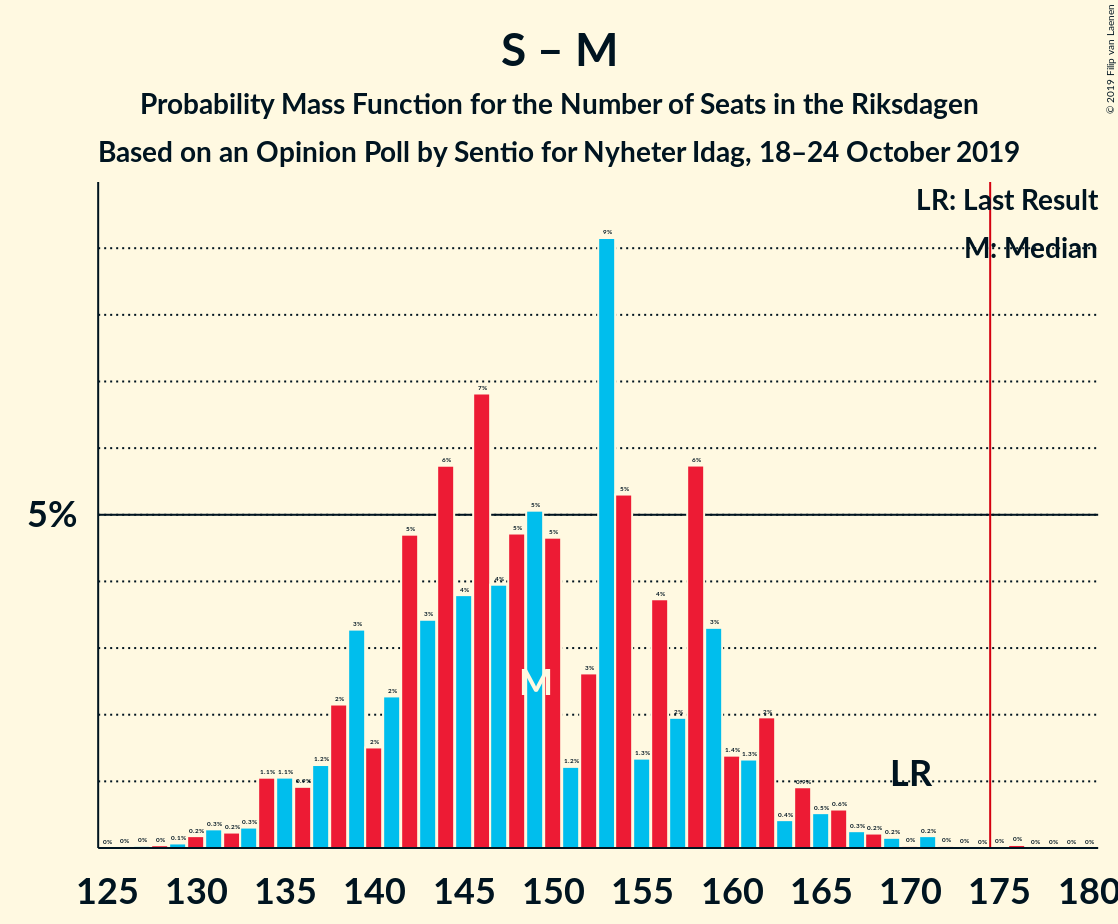 S – M
Probability Mass Function for the Number of Seats in the Riksdagen
Based on an Opinion Poll by Sentio for Nyheter Idag, 18–24 October 2019
© 2019 Filip van Laenen
LR: Last Result
M: Median
5%
0% 0% 0% 0% 0.1% 0.2% 0.3% 0.2% 0.3% 1.1% 1.1% 0.9% 1.2% 2% 3% 2% 2% 5% 3% 6% 4% 7% 4% 5% 5% 5% 1.2% 3% 9% 5% 1.3% 4% 2% 6% 3% 1.4% 1.3% 2% 0.4% 0.9% 0.5% 0.6% 0.3% 0.2% 0.2% 0% 0.2% 0% 0% 0% 0% 0% 0% 0% 0% 0%
M
LR
125 130 135 140 145 150 155 160 165 170 175 180